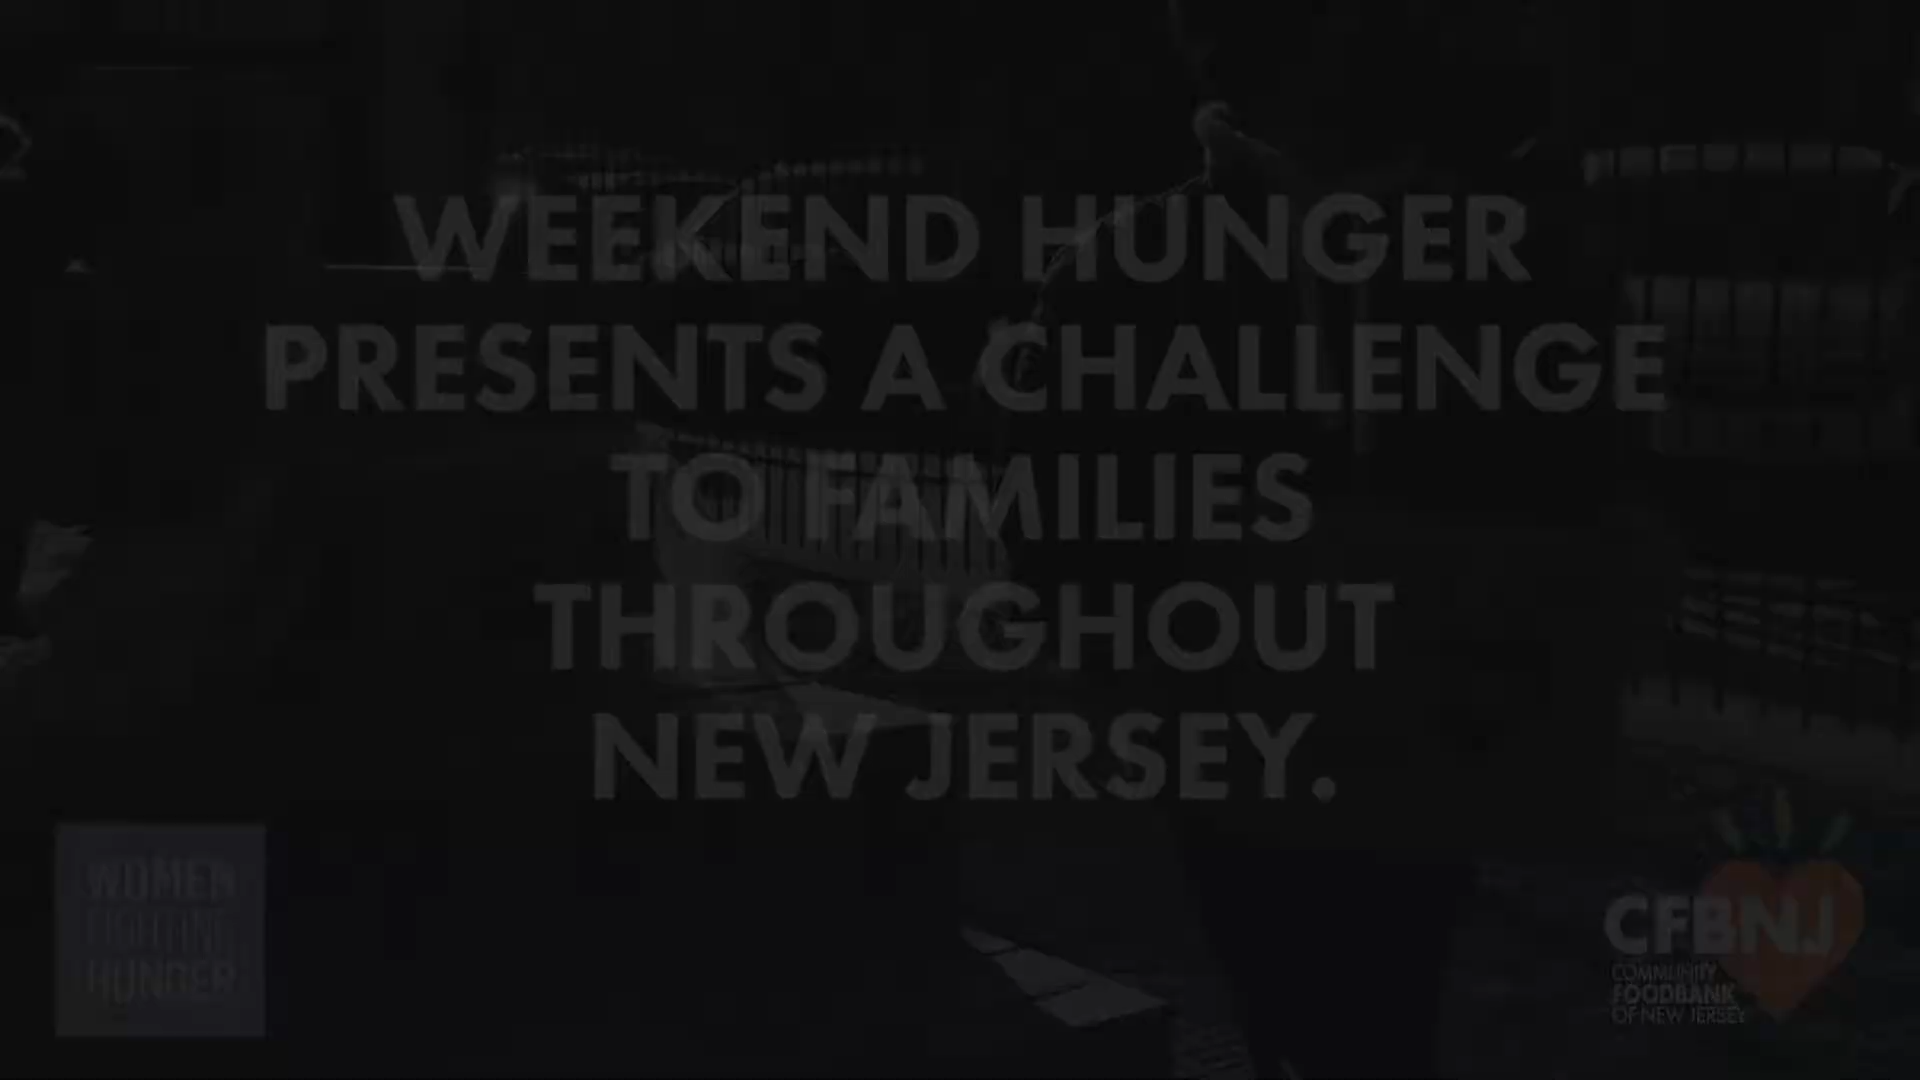 WEEKEND HUNGER
PRESENTS A CHALLENGE
TO FAMILIES
THROUGHOUT
NEW JERSEY.
WOMEN
FIGHTING
HUNGER
CFBNJ
COMMUNITY
FOODBANK
OF NEW JERSEY